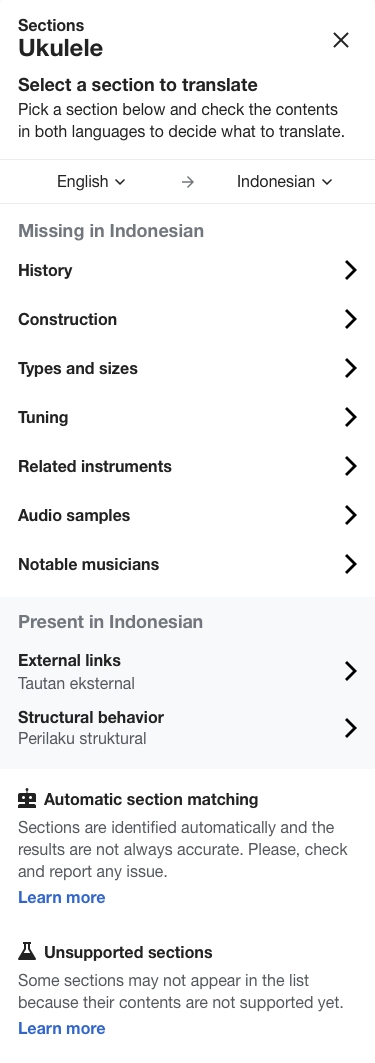 Sections
Ukulele
Select a section to translate
Pick a section below and check the contents
in both languages to decide what to translate.
English
Indonesian
Missing in Indonesian
History
Construction
Types and sizes
Tuning
Related instruments
Audio samples
Notable musicians
Present in Indonesian
External links
Tautan eksternal
Structural behavior
Perilaku struktural
Automatic section matching
Sections are identified automatically and the
results are not always accurate. Please, check
and report any issue.
Learn more
Unsupported sections
Some sections may not appear in the list
because their contents are not supported yet.
Learn more